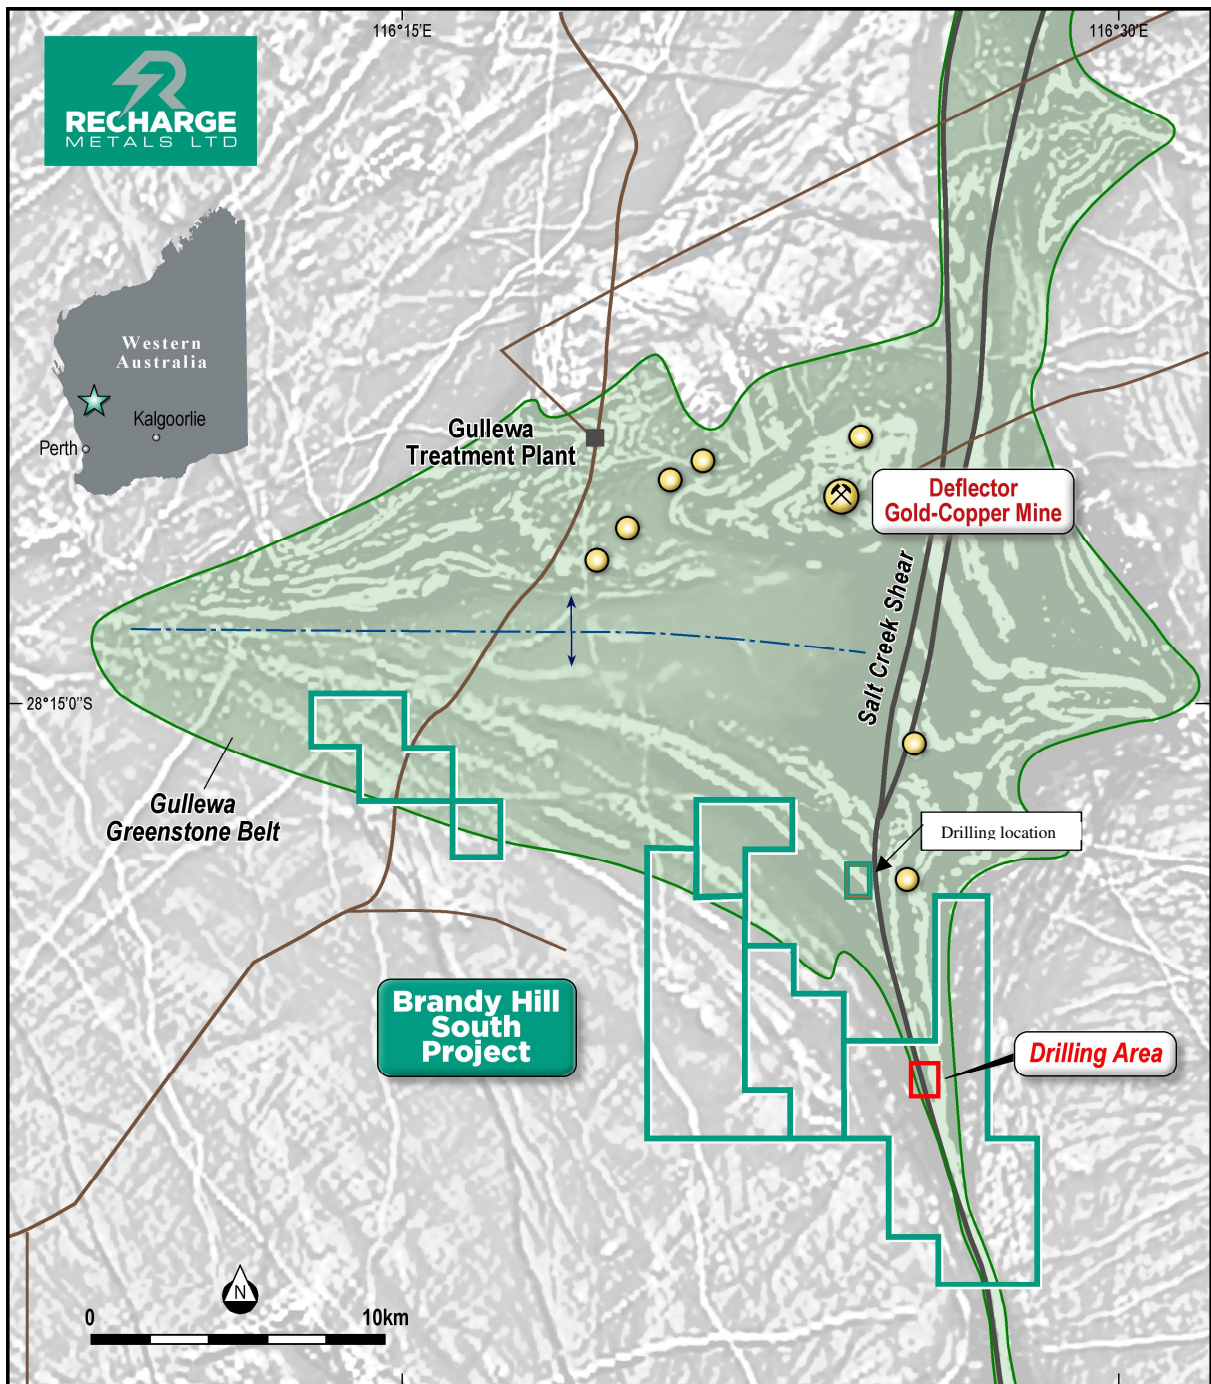 116°15'E
116°30'E
RECHARGE
METALS LTD
Western
Australia
Kalgoorlie
Perth
Gullewa
Treatment Plant
Deflector
Gold-Copper Mine
Salt Creek Shear
28°15'0"S
Gullewa
Greenstone Belt
Drilling location
Brandy Hill
South
Project
Drilling Area
N
0
10km